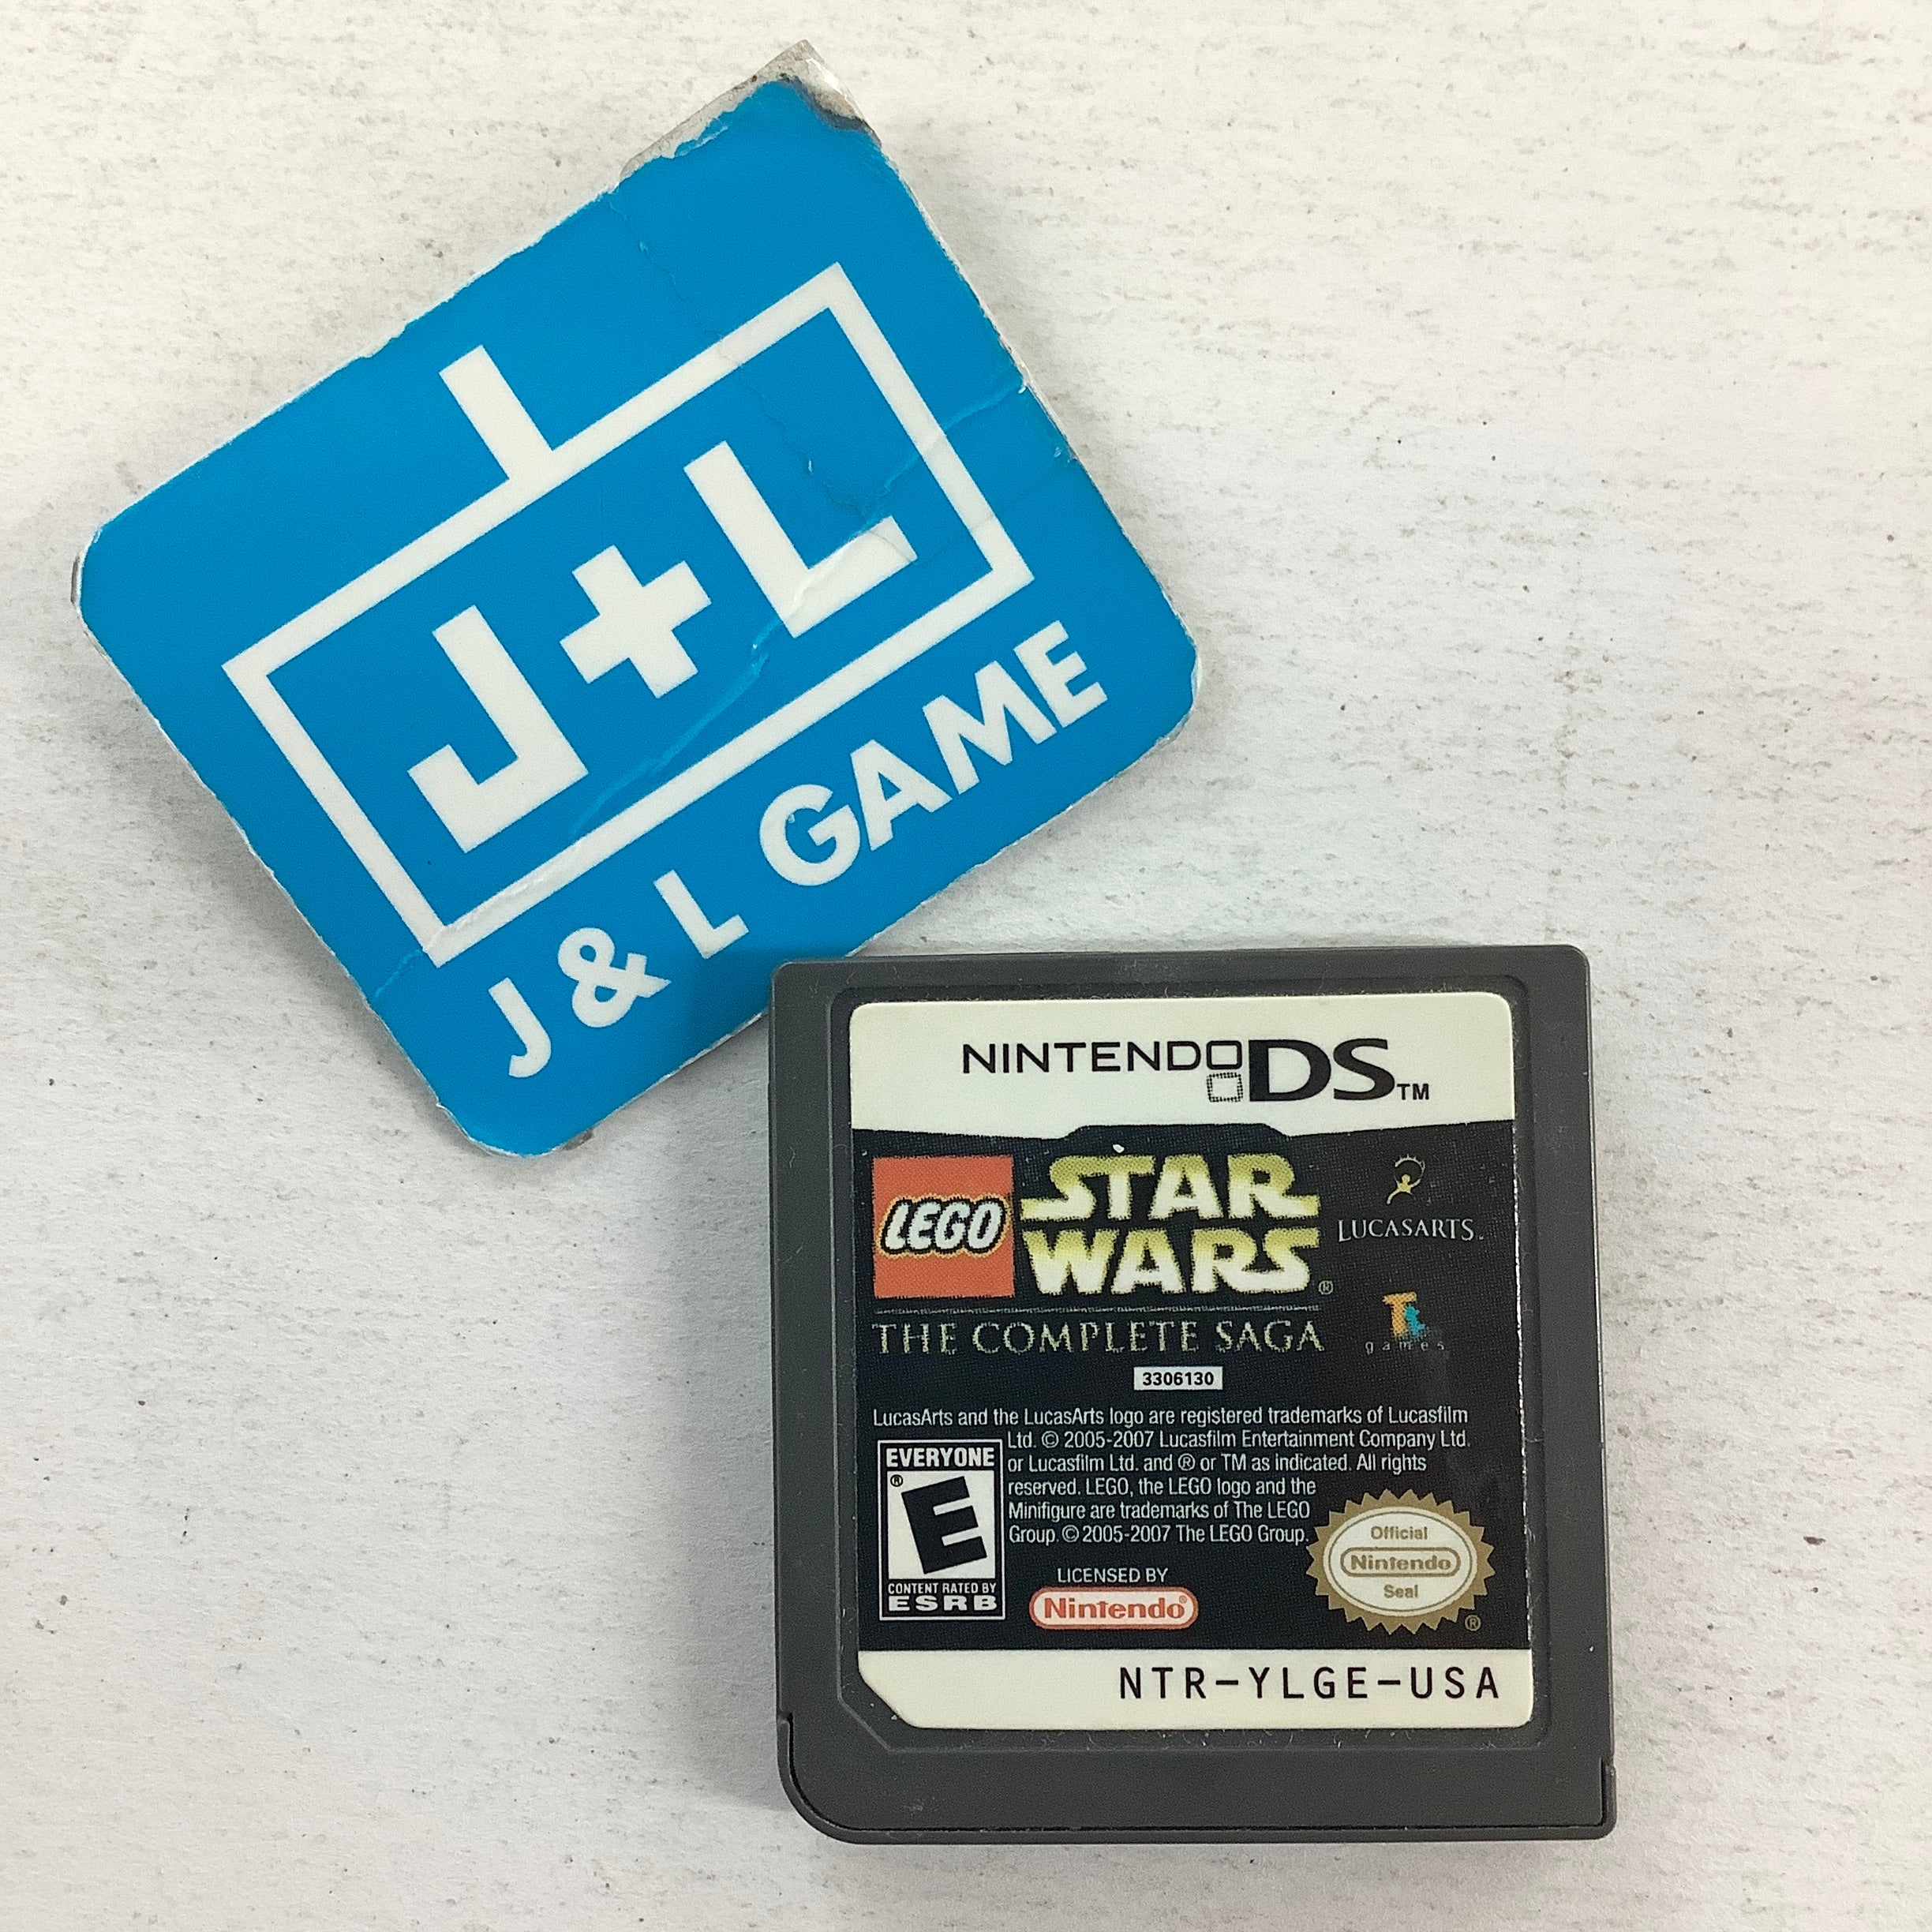 J+L
J & L GAME
NINTENDO DS™
LEGO STAR WARS®
THE COMPLETE SAGA
LUCASARTS™
TT games
3306130
LucasArts and the LucasArts logo are registered trademarks of Lucasfilm
Ltd. © 2005-2007 Lucasfilm Entertainment Company Ltd.
or Lucasfilm Ltd. and ® or TM as indicated. All rights
reserved. LEGO, the LEGO logo and the
Minifigure are trademarks of The LEGO
Group. © 2005-2007 The LEGO Group.
EVERYONE
E®
CONTENT RATED BY
ESRB
LICENSED BY
Nintendo®
Official
Nintendo
Seal
®
NTR-YLGE-USA